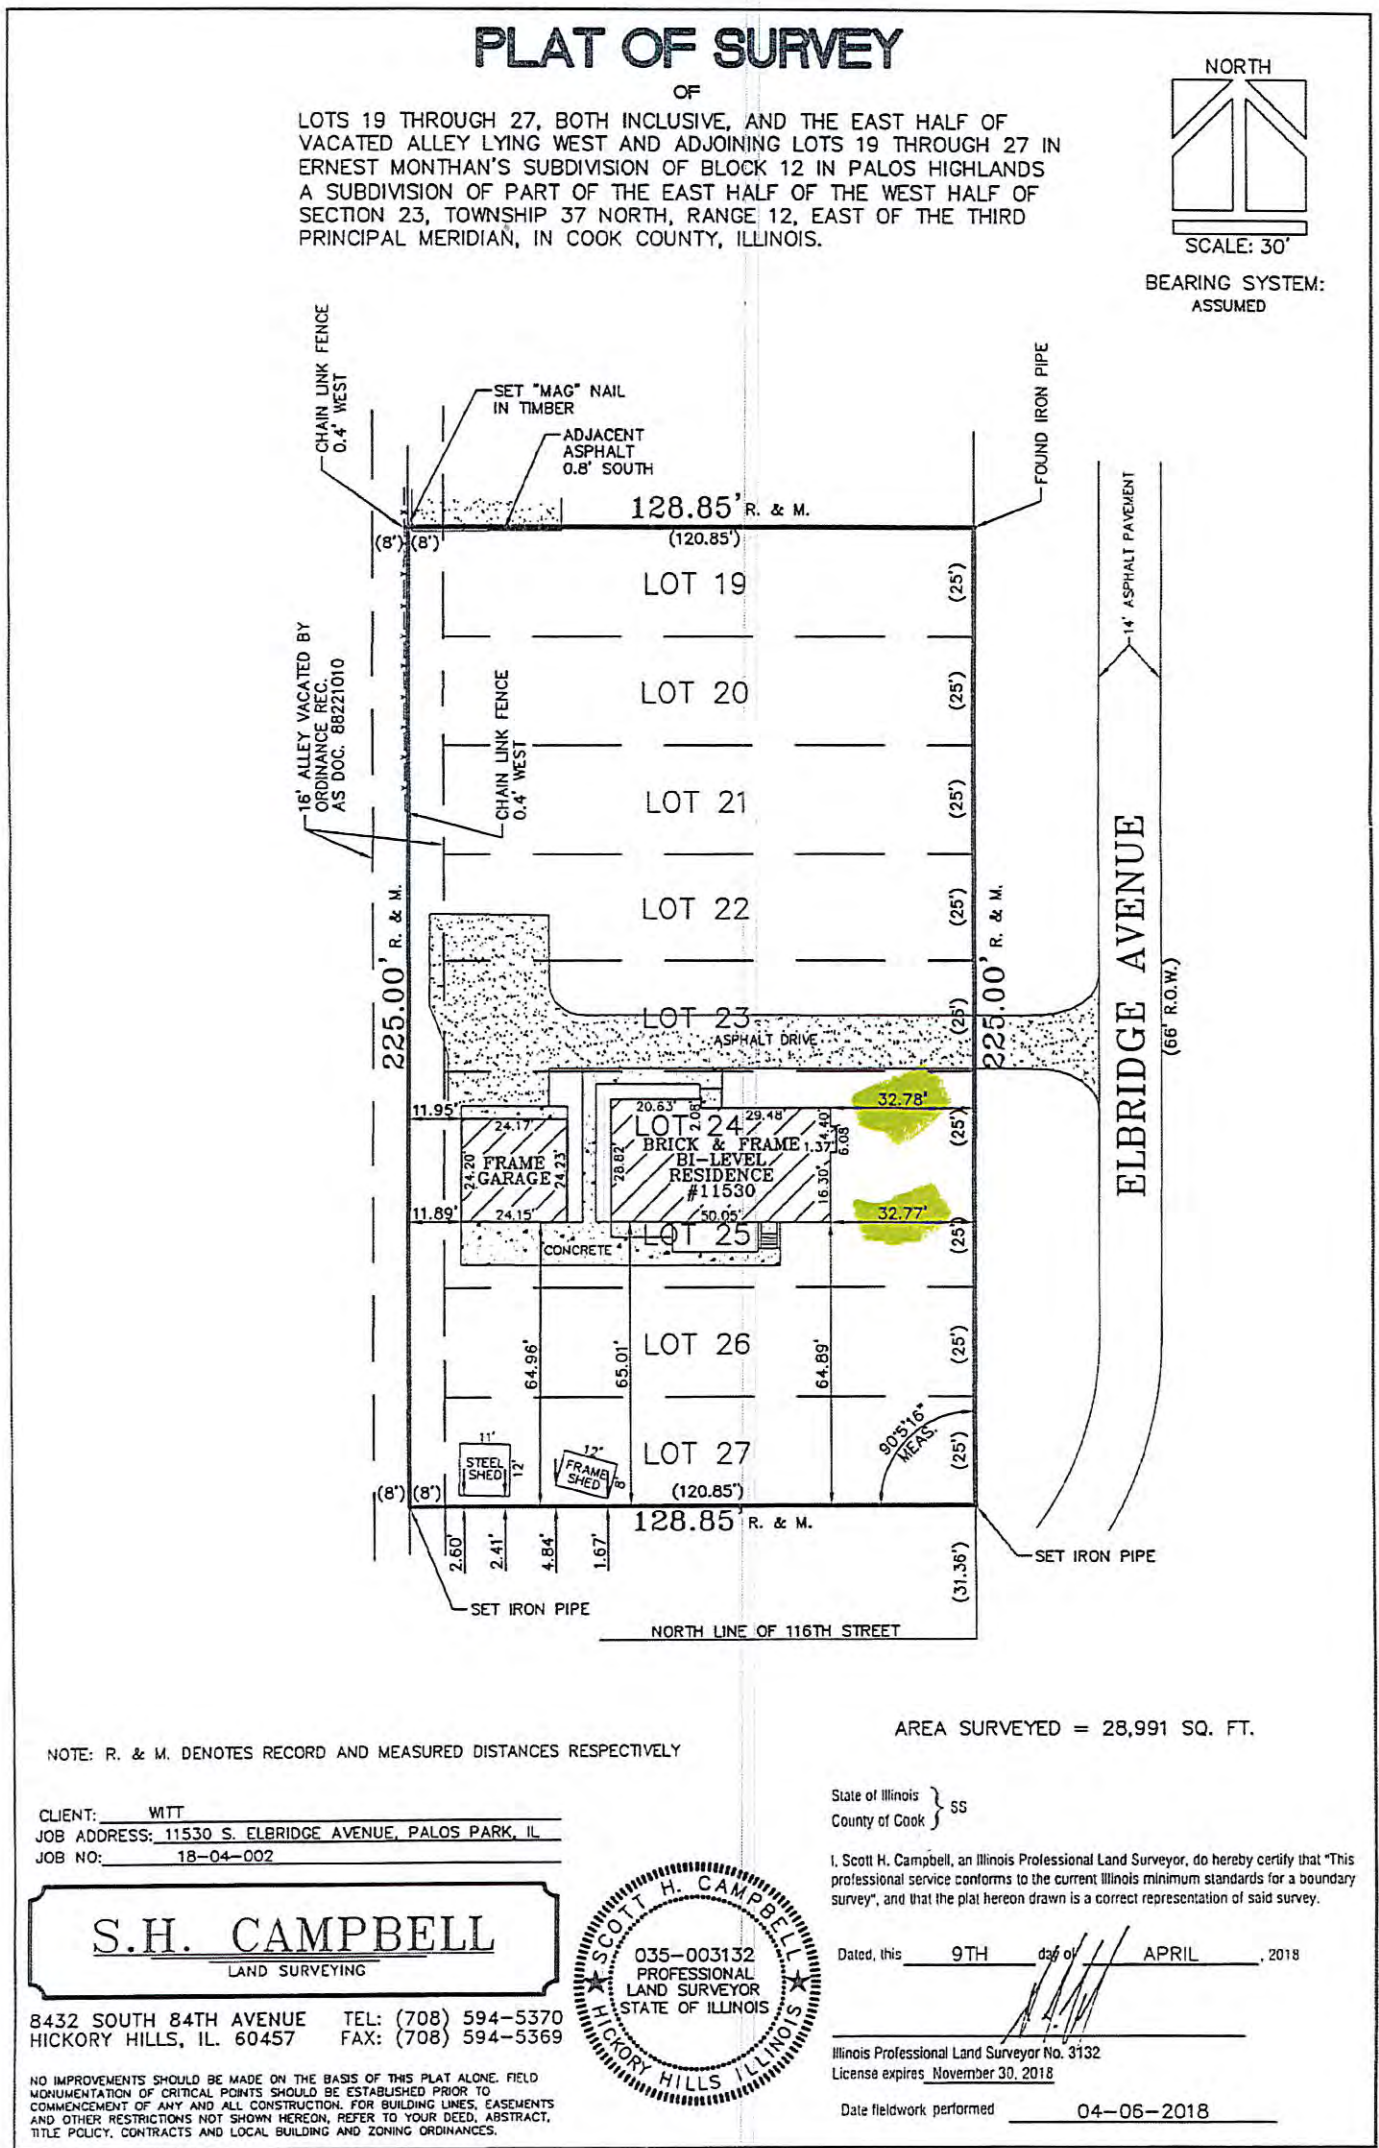 PLAT OF SURVEY
OF
LOTS 19 THROUGH 27, BOTH INCLUSIVE, AND THE EAST HALF OF
VACATED ALLEY LYING WEST AND ADJOINING LOTS 19 THROUGH 27 IN
ERNEST MONTHAN'S SUBDIVISION OF BLOCK 12 IN PALOS HIGHLANDS
A SUBDIVISION OF PART OF THE EAST HALF OF THE WEST HALF OF
SECTION 23, TOWNSHIP 37 NORTH, RANGE 12, EAST OF THE THIRD
PRINCIPAL MERIDIAN, IN COOK COUNTY, ILLINOIS.
NORTH
SCALE: 30'
BEARING SYSTEM:
ASSUMED
CHAIN LINK FENCE
0.4' WEST
SET "MAG" NAIL
IN TIMBER
ADJACENT
ASPHALT
0.8' SOUTH
FOUND IRON PIPE
128.85' R. & M.
(8') (8')
(120.85')
14' ASPHALT PAVEMENT
LOT 19
(25')
16' ALLEY VACATED BY
ORDINANCE REC.
AS DOC. 88221010
CHAIN LINK FENCE
0.4' WEST
LOT 20
(25')
LOT 21
(25')
LOT 22
(25')
225.00' R. & M.
225.00' R. & M.
ELBRIDGE AVENUE
(66' R.O.W.)
LOT 23
(25')
ASPHALT DRIVE
11.95'
24.17'
20.63'
2.08'
29.48'
4.40'
32.78'
LOT 24
(25')
BRICK & FRAME
BI-LEVEL
RESIDENCE
#11530
1.37'
6.08'
28.82'
16.30'
FRAME
GARAGE
24.20'
24.23'
11.89'
24.15'
50.05'
32.77'
LOT 25
(25')
CONCRETE
64.96'
65.01'
64.89'
LOT 26
(25')
90°5'16"
MEAS.
LOT 27
(25')
11'
STEEL
SHED
12'
12'
FRAME
SHED
8'
(8') (8')
(120.85')
128.85' R. & M.
2.60'
2.41'
4.84'
1.67'
(31.36')
SET IRON PIPE
SET IRON PIPE
NORTH LINE OF 116TH STREET
AREA SURVEYED = 28,991 SQ. FT.
NOTE: R. & M. DENOTES RECORD AND MEASURED DISTANCES RESPECTIVELY
CLIENT: WITT
JOB ADDRESS: 11530 S. ELBRIDGE AVENUE, PALOS PARK, IL
JOB NO: 18-04-002
S.H. CAMPBELL
LAND SURVEYING
8432 SOUTH 84TH AVENUE TEL: (708) 594-5370
HICKORY HILLS, IL. 60457 FAX: (708) 594-5369
NO IMPROVEMENTS SHOULD BE MADE ON THE BASIS OF THIS PLAT ALONE. FIELD
MONUMENTATION OF CRITICAL POINTS SHOULD BE ESTABLISHED PRIOR TO
COMMENCEMENT OF ANY AND ALL CONSTRUCTION. FOR BUILDING LINES, EASEMENTS
AND OTHER RESTRICTIONS NOT SHOWN HEREON, REFER TO YOUR DEED, ABSTRACT,
TITLE POLICY, CONTRACTS AND LOCAL BUILDING AND ZONING ORDINANCES.
SCOTT H. CAMPBELL
035-003132
PROFESSIONAL
LAND SURVEYOR
STATE OF ILLINOIS
HICKORY HILLS ILLINOIS
State of Illinois
County of Cook } SS
I, Scott H. Campbell, an Illinois Professional Land Surveyor, do hereby certify that "This
professional service conforms to the current Illinois minimum standards for a boundary
survey", and that the plat hereon drawn is a correct representation of said survey.
Dated, this 9TH day of APRIL, 2018
Illinois Professional Land Surveyor No. 3132
License expires November 30, 2018
Date fieldwork performed 04-06-2018